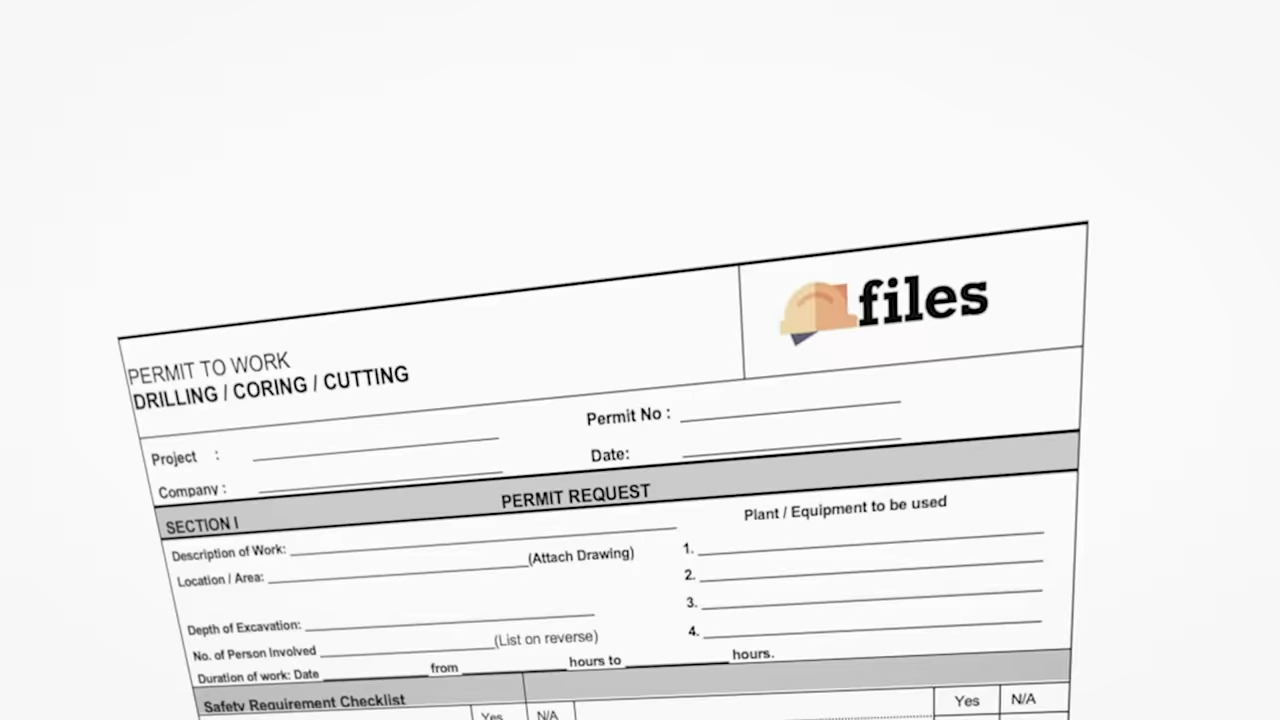 files
PERMIT TO WORK
DRILLING / CORING / CUTTING
Project : Permit No :
Company : Date:
SECTION I PERMIT REQUEST
Description of Work: Plant / Equipment to be used
Location / Area: (Attach Drawing) 1.
2.
Depth of Excavation: 3.
No. of Person Involved (List on reverse) 4.
Duration of work: Date from hours to hours.
Safety Requirement Checklist
Yes N/A Yes N/A